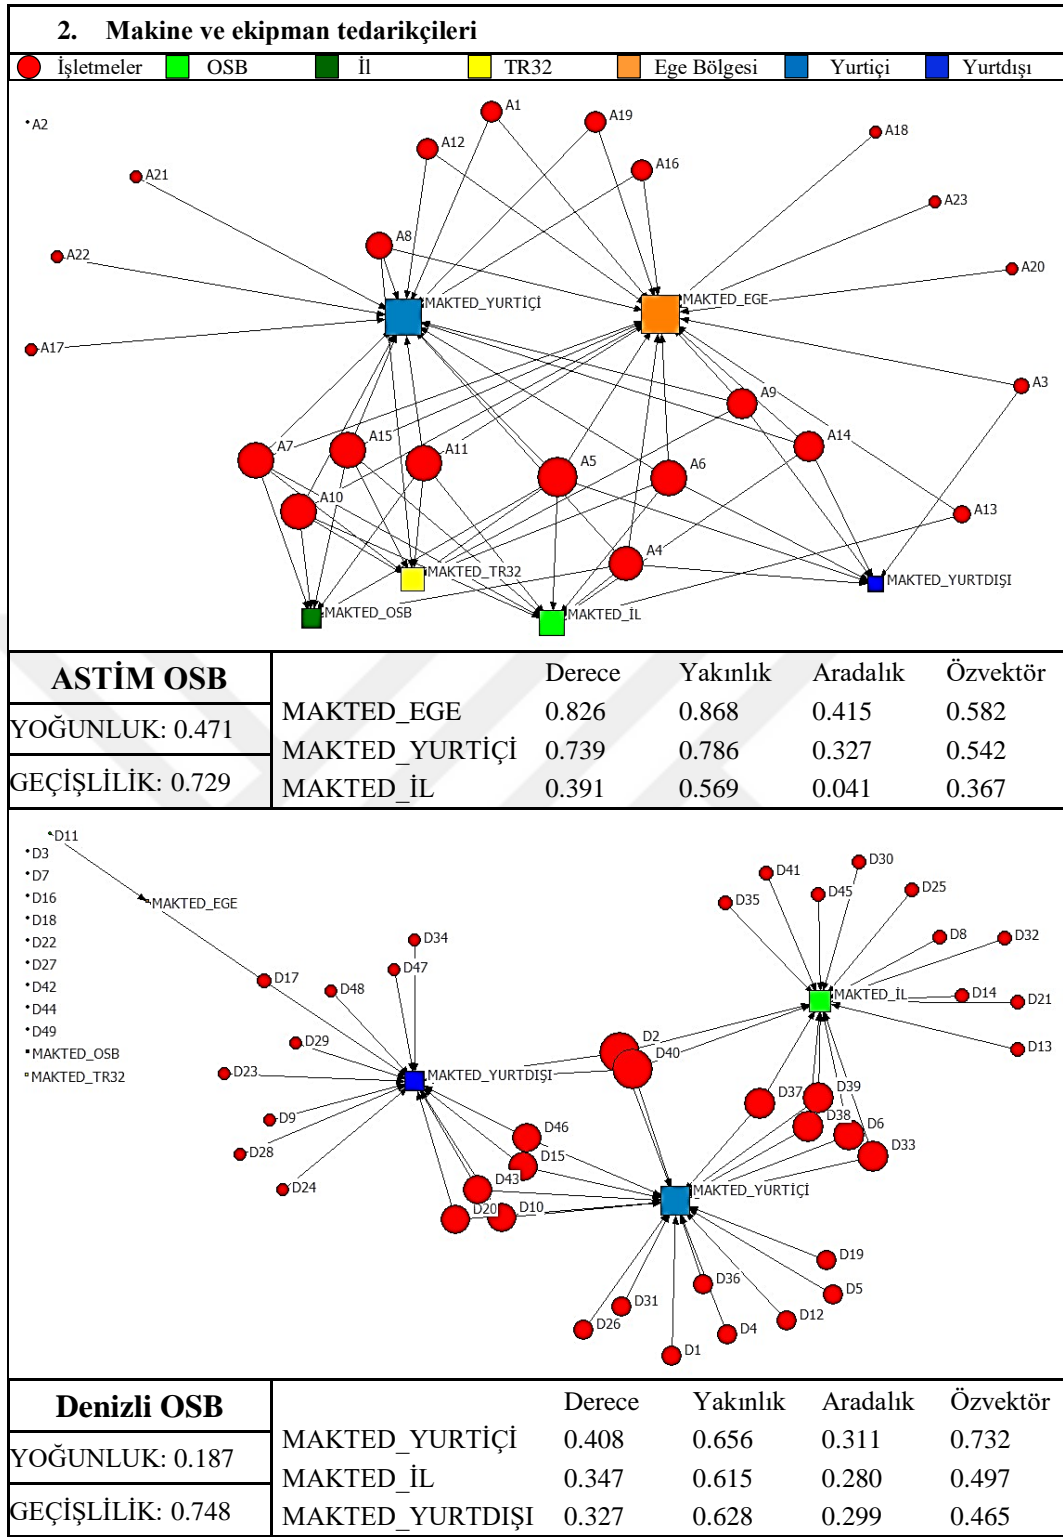 2. Makine ve ekipman tedarikçileri
İşletmeler OSB İl TR32 Ege Bölgesi Yurtiçi Yurtdışı
A1
A19
A2
A12
A18
A16
A21
A23
A8
A22
A20
MAKTED_YURTİÇİ
MAKTED_EGE
A17
A3
A9
A7
A15
A11
A14
A5
A6
A10
A13
A4
MAKTED_TR32
MAKTED_YURTDIŞI
MAKTED_OSB
MAKTED_İL
ASTİM OSB
YOĞUNLUK: 0.471
GEÇİŞLİLİK: 0.729
Derece Yakınlık Aradalık Özvektör
MAKTED_EGE 0.826 0.868 0.415 0.582
MAKTED_YURTİÇİ 0.739 0.786 0.327 0.542
MAKTED_İL 0.391 0.569 0.041 0.367
D11
D3
D7
D16
D18
D22
D27
D42
D44
D49
MAKTED_OSB
MAKTED_TR32
MAKTED_EGE
D34
D47
D17
D48
D29
D23
D9
D28
D24
MAKTED_YURTDIŞI
D30
D41
D45
D25
D35
D8
D32
MAKTED_İL
D14
D21
D13
D2
D40
D37
D39
D38
D6
D33
D46
D15
D43
D20
D10
MAKTED_YURTİÇİ
D19
D36
D5
D31
D12
D26
D4
D1
Denizli OSB
YOĞUNLUK: 0.187
GEÇİŞLİLİK: 0.748
Derece Yakınlık Aradalık Özvektör
MAKTED_YURTİÇİ 0.408 0.656 0.311 0.732
MAKTED_İL 0.347 0.615 0.280 0.497
MAKTED_YURTDIŞI 0.327 0.628 0.299 0.465